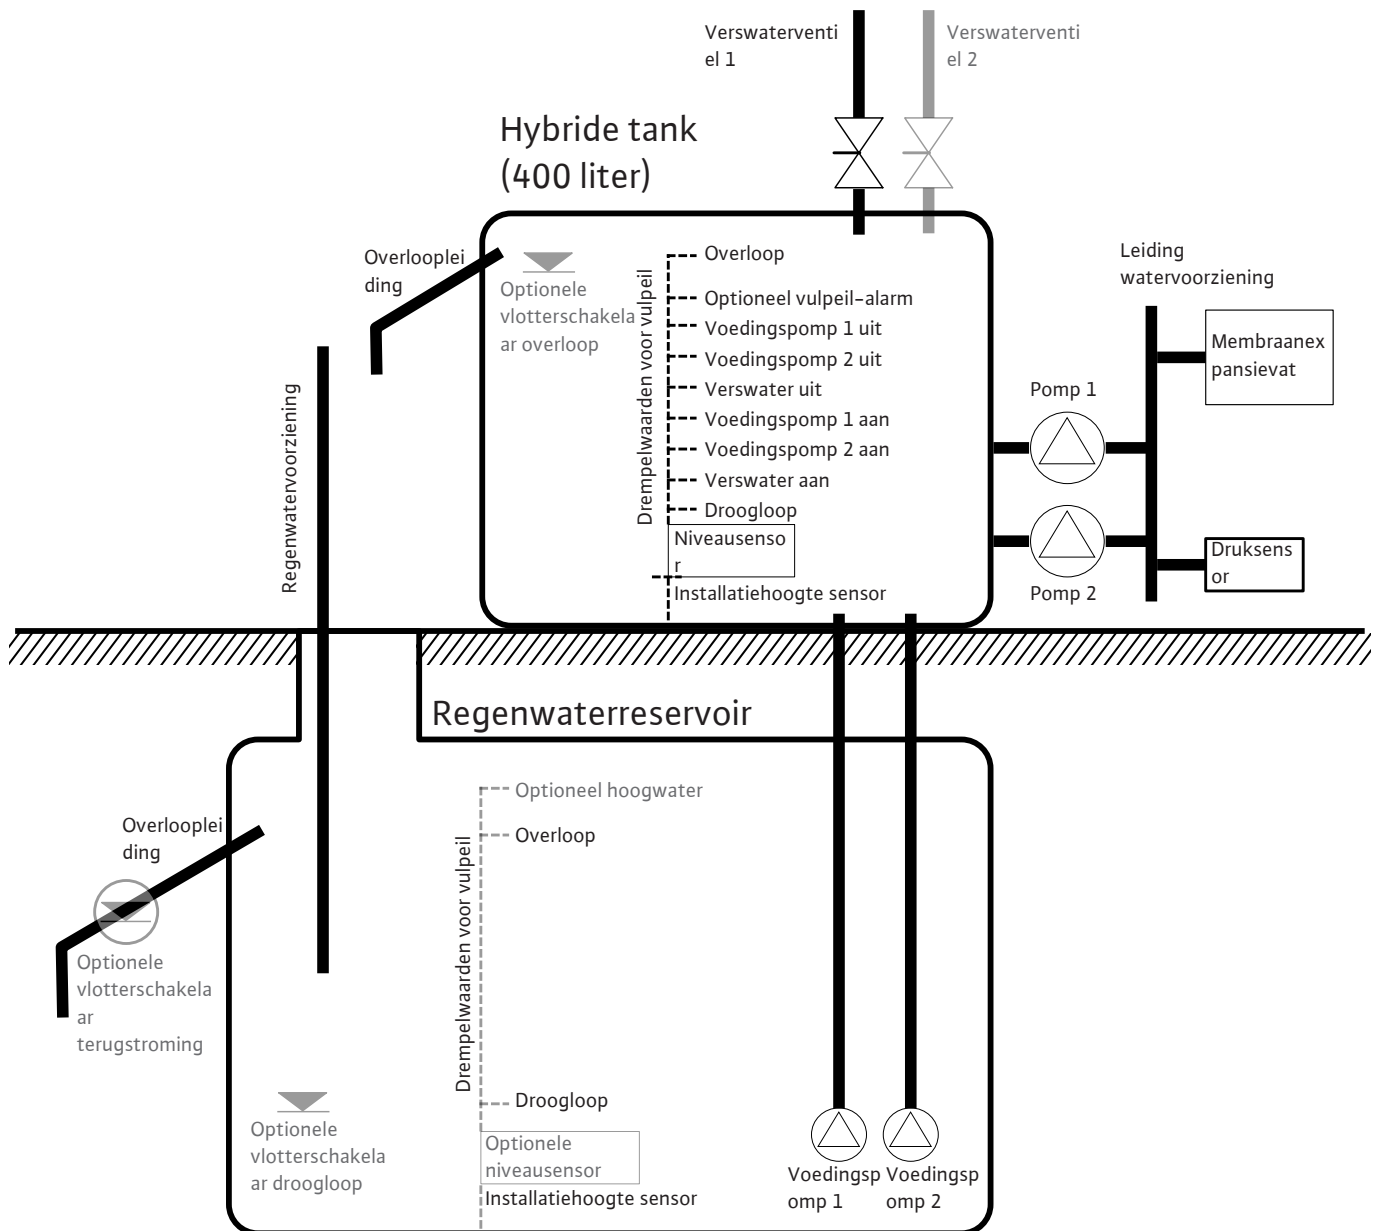 Verswaterventi
el 1
Verswaterventi
el 2
Hybride tank
(400 liter)
Overlooplei
ding
Optionele
vlotterschakela
ar overloop
Drempelwaarden voor vulpeil
Overloop
Optioneel vulpeil-alarm
Voedingspomp 1 uit
Voedingspomp 2 uit
Verswater uit
Voedingspomp 1 aan
Voedingspomp 2 aan
Verswater aan
Droogloop
Niveausenso
r
Installatiehoogte sensor
Leiding
watervoorziening
Membraanex
pansievat
Pomp 1
Pomp 2
Druksens
or
Regenwatervoorziening
Regenwaterreservoir
Overlooplei
ding
Optionele
vlotterschakela
ar
terugstroming
Optioneel hoogwater
Overloop
Drempelwaarden voor vulpeil
Droogloop
Optionele
vlotterschakela
ar droogloop
Optionele
niveausensor
Installatiehoogte sensor
Voedingsp
omp 1
Voedingsp
omp 2